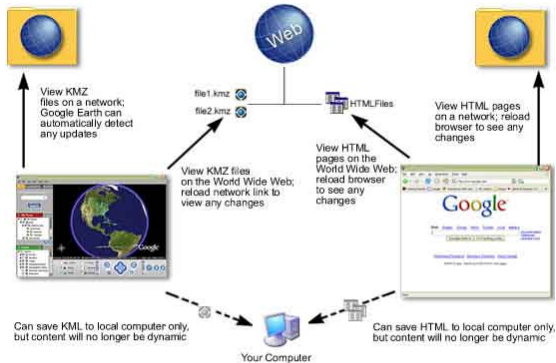 Web
file1.kmz
file2.kmz
HTMLFiles
View KMZ
files on a network;
Google Earth can
automatically detect
any updates
View HTML pages
on a network; reload
browser to see any
changes
View KMZ files
on the World Wide Web;
reload network link to
view any changes
View HTML
pages on the
World Wide Web;
reload browser
to see any
changes
Google
Google
Can save KML to local computer only,
but content will no longer be dynamic
Can save HTML to local computer only,
but content will no longer be dynamic
Your Computer